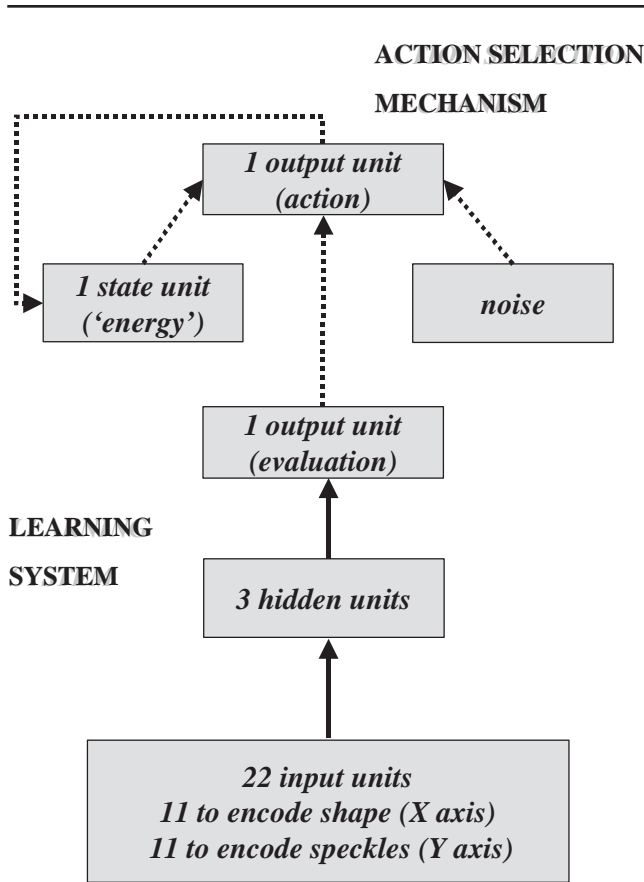 ACTION SELECTION
MECHANISM
1 output unit
(action)
1 state unit
(‘energy’)
noise
1 output unit
(evaluation)
LEARNING
SYSTEM
3 hidden units
22 input units
11 to encode shape (X axis)
11 to encode speckles (Y axis)